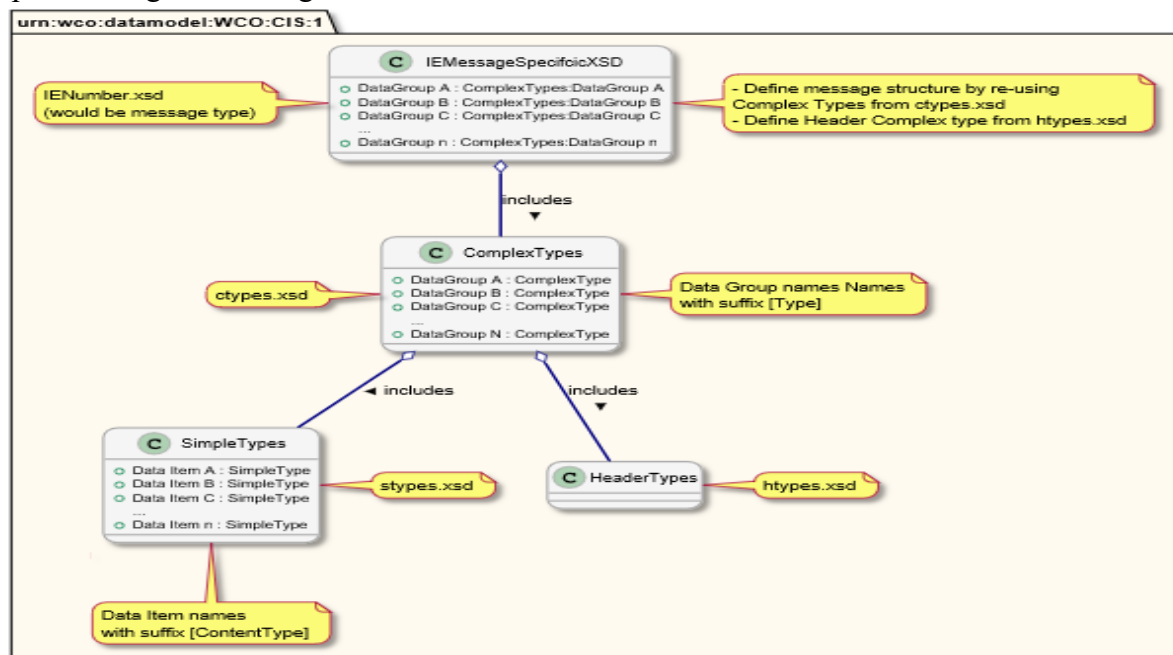 urn:wco:datamodel:WCO:CIS:1
C IEMessageSpecifcicXSD
DataGroup A : ComplexTypes:DataGroup A
DataGroup B : ComplexTypes:DataGroup B
DataGroup C : ComplexTypes:DataGroup C
...
DataGroup n : ComplexTypes:DataGroup n
IENumber.xsd
(would be message type)
- Define message structure by re-using
Complex Types from ctypes.xsd
- Define Header Complex type from htypes.xsd
includes
C ComplexTypes
DataGroup A : ComplexType
DataGroup B : ComplexType
DataGroup C : ComplexType
...
DataGroup N : ComplexType
ctypes.xsd
Data Group names Names
with suffix [Type]
includes
includes
C SimpleTypes
Data Item A : SimpleType
Data Item B : SimpleType
Data Item C : SimpleType
...
Data Item n : SimpleType
stypes.xsd
C HeaderTypes
htypes.xsd
Data Item names
with suffix [ContentType]